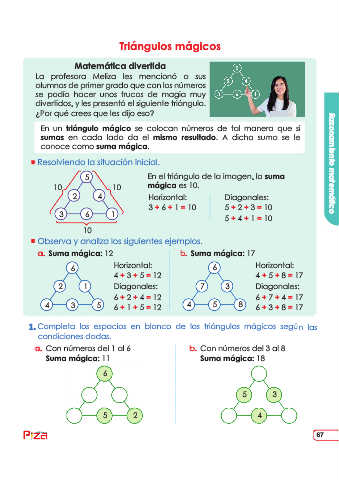 Triángulos mágicos
Matemática divertida
La profesora Meliza les mencionó a sus
alumnos de primer grado que con los números
se podía hacer unos trucos de magia muy
divertidos, y les presentó el siguiente triángulo.
¿Por qué crees que les dijo eso?
En un triángulo mágico se colocan números de tal manera que si
sumas en cada lado da el mismo resultado. A dicha suma se le
conoce como suma mágica.
Razonamiento matemático
Resolviendo la situación inicial.
5
10 10
2 4
3 6 1
10
En el triángulo de la imagen, la suma
mágica es 10.
Horizontal: Diagonales:
3 + 6 + 1 = 10 5 + 2 + 3 = 10
5 + 4 + 1 = 10
Observa y analiza los siguientes ejemplos.
a. Suma mágica: 12
6
2 1
4 3 5
Horizontal:
4 + 3 + 5 = 12
Diagonales:
6 + 2 + 4 = 12
6 + 1 + 5 = 12
b. Suma mágica: 17
6
7 3
4 5 8
Horizontal:
4 + 5 + 8 = 17
Diagonales:
6 + 7 + 4 = 17
6 + 3 + 8 = 17
1. Completa los espacios en blanco de los triángulos mágicos según las
condiciones dadas.
a. Con números del 1 al 6
Suma mágica: 11
6
5 2
b. Con números del 3 al 8
Suma mágica: 18
5 3
4
67